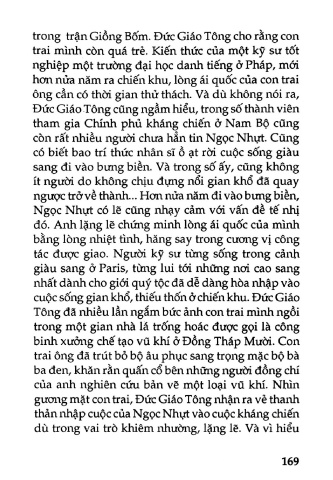 trong trận Giồng Bốm. Đức Giáo Tông cho rằng con
trai mình còn quá trẻ. Kiến thức của một kỹ sư tốt
nghiệp một trường đại học danh tiếng ở Pháp, mới
hơn nửa năm ra chiến khu, lòng ái quốc của con trai
ông cần có thời gian thử thách. Và dù không nói ra,
Đức Giáo Tông cũng ngầm hiểu, trong số thành viên
tham gia Chính phủ kháng chiến ở Nam Bộ cũng
còn rất nhiều người chưa hẳn tin Ngọc Nhựt. Cũng
có biết bao trí thức nhân sĩ ồ ạt rời cuộc sống giàu
sang đi vào bưng biền. Và trong số ấy, cũng không
ít người do không chịu đựng nổi gian khổ đã quay
ngược trở về thành... Hơn nửa năm đi vào bưng biền,
Ngọc Nhựt có lẽ cũng nhạy cảm với vấn đề tế nhị
đó. Anh lặng lẽ chứng minh lòng ái quốc của mình
bằng lòng nhiệt tình, hăng say trong cương vị công
tác được giao. Người kỹ sư từng sống trong cảnh
giàu sang ở Paris, từng lui tới những nơi cao sang
nhất dành cho giới quý tộc đã dễ dàng hòa nhập vào
cuộc sống gian khổ, thiếu thốn ở chiến khu. Đức Giáo
Tông đã nhiều lần ngắm bức ảnh con trai mình ngồi
trong một gian nhà lá trống hoác được gọi là công
binh xưởng chế tạo vũ khí ở Đồng Tháp Mười. Con
trai ông đã trút bỏ bộ âu phục sang trọng mặc bộ bà
ba đen, khăn rằn quấn cổ bên những người đồng chí
của anh nghiên cứu bản vẽ một loại vũ khí. Nhìn
gương mặt con trai, Đức Giáo Tông nhận ra vẻ thanh
thản nhập cuộc của Ngọc Nhựt vào cuộc kháng chiến
dù trong vai trò khiêm nhường, lặng lẽ. Và vì hiểu
169